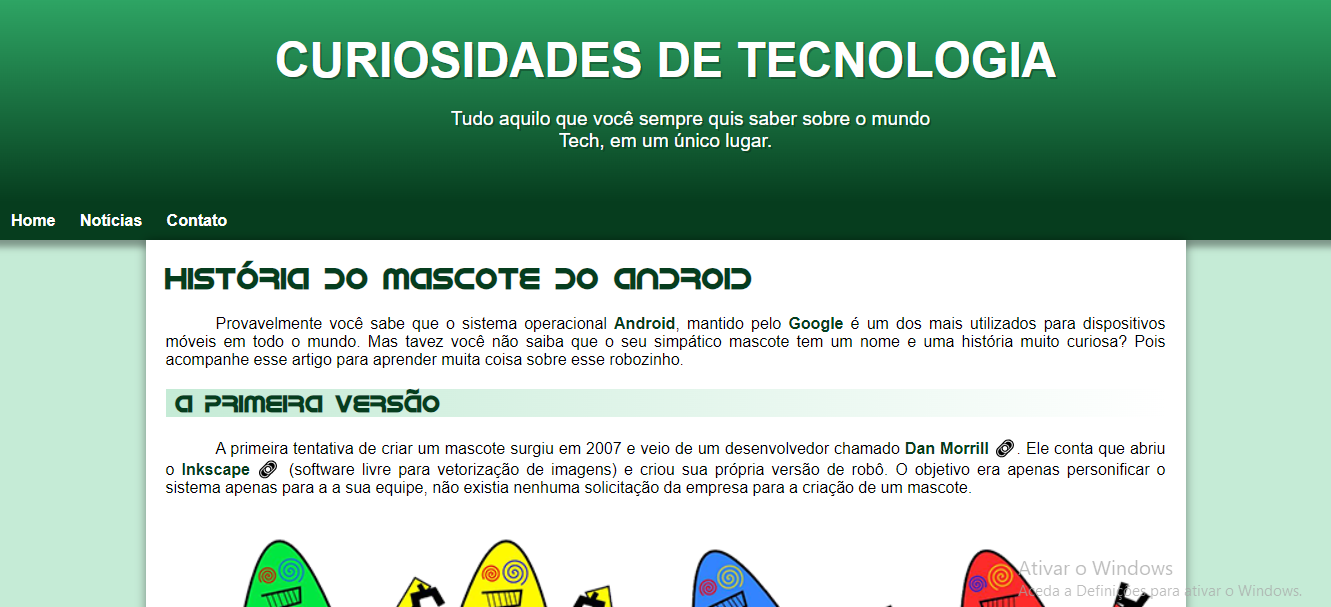 CURIOSIDADES DE TECNOLOGIA
Tudo aquilo que você sempre quis saber sobre o mundo
Tech, em um único lugar.
Home Notícias Contato
HISTÓRIA DO MASCOTE DO ANDROID
Provavelmente você sabe que o sistema operacional Android, mantido pelo Google é um dos mais utilizados para dispositivos
móveis em todo o mundo. Mas tavez você não saiba que o seu simpático mascote tem um nome e uma história muito curiosa? Pois
acompanhe esse artigo para aprender muita coisa sobre esse robozinho.
A PRIMEIRA VERSÃO
A primeira tentativa de criar um mascote surgiu em 2007 e veio de um desenvolvedor chamado Dan Morrill . Ele conta que abriu
o Inkscape (software livre para vetorização de imagens) e criou sua própria versão de robô. O objetivo era apenas personificar o
sistema apenas para a a sua equipe, não existia nenhuma solicitação da empresa para a criação de um mascote.
Ativar o Windows
Aceda a Definições para ativar o Windows.